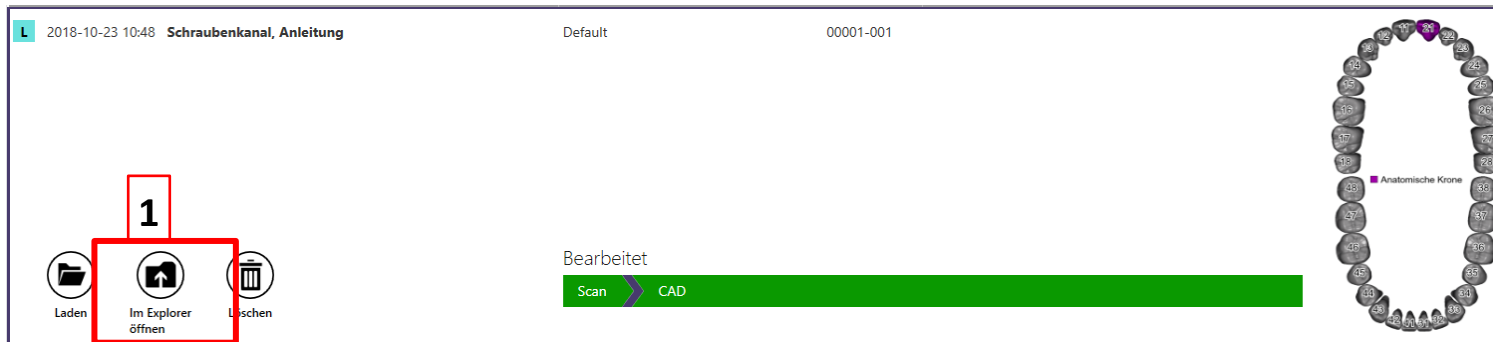 L 2018-10-23 10:48 Schraubenkanal, Anleitung Default 00001-001
11 21
12 22
13 23
14 24
15 25
16 26
17 27
18 28
Anatomische Krone
48 38
47 37
46 36
45 35
44 34
43 33
42 41 31 32
1
Bearbeitet
Scan CAD
Laden Im Explorer Löschen
öffnen